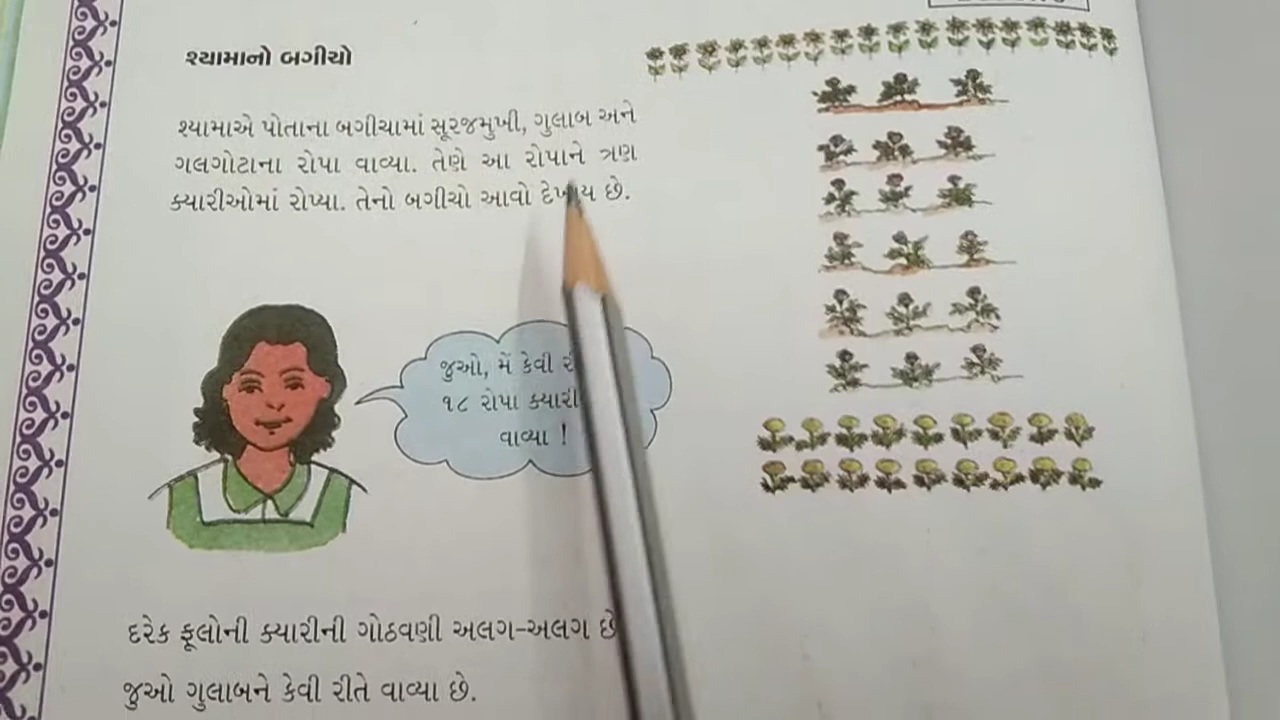 શ્યામાનો બગીચો
શ્યામાએ પોતાના બગીચામાં સૂરજમુખી, ગુલાબ અને
ગલગોટાના રોપા વાવ્યા. તેણે આ રોપાને ત્રણ
ક્યારીઓમાં રોપ્યા. તેનો બગીચો આવો દેખાય છે.
જુઓ, મેં કેવી
૧૮ રોપા ક્યારી
વાવ્યા !
દરેક ફૂલોની ક્યારીની ગોઠવણી અલગ-અલગ છે
જુઓ ગુલાબને કેવી રીતે વાવ્યા છે.